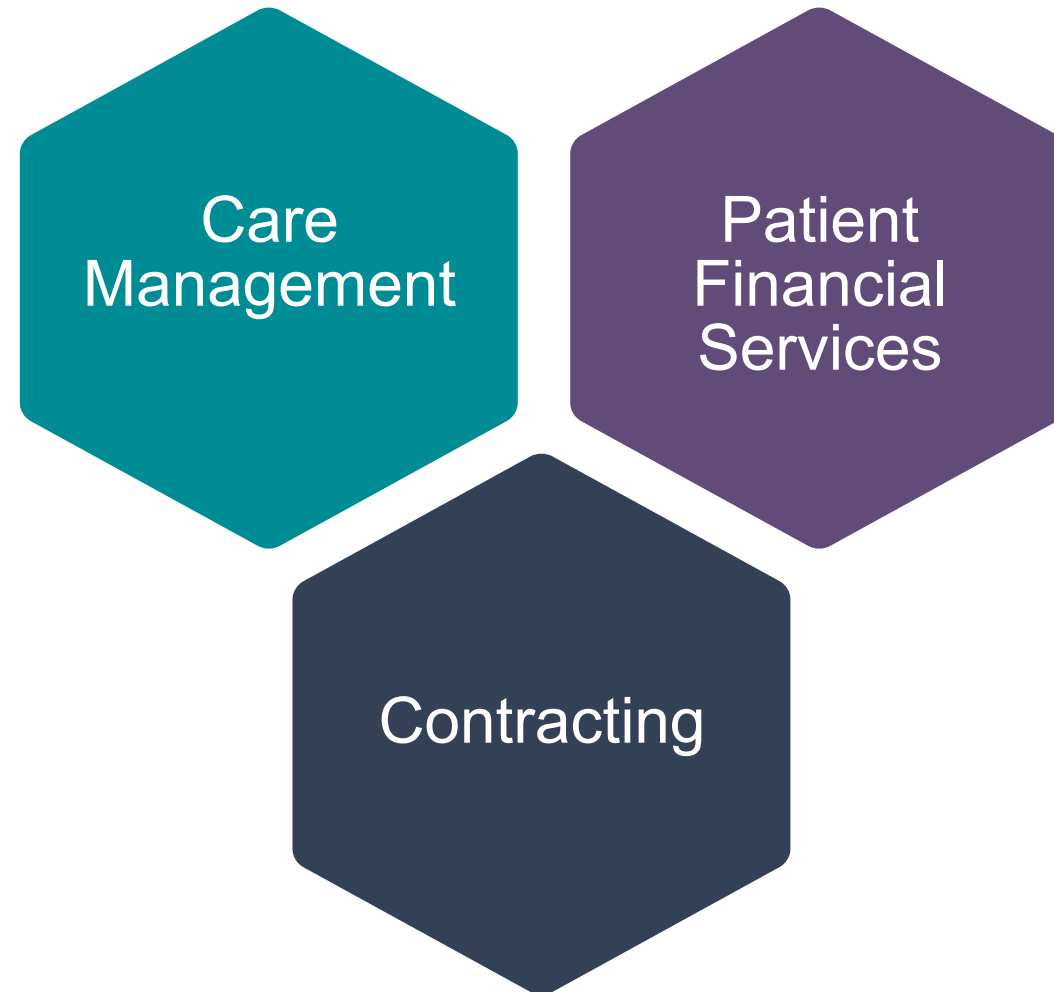 Care
Management
Patient
Financial
Services
Contracting